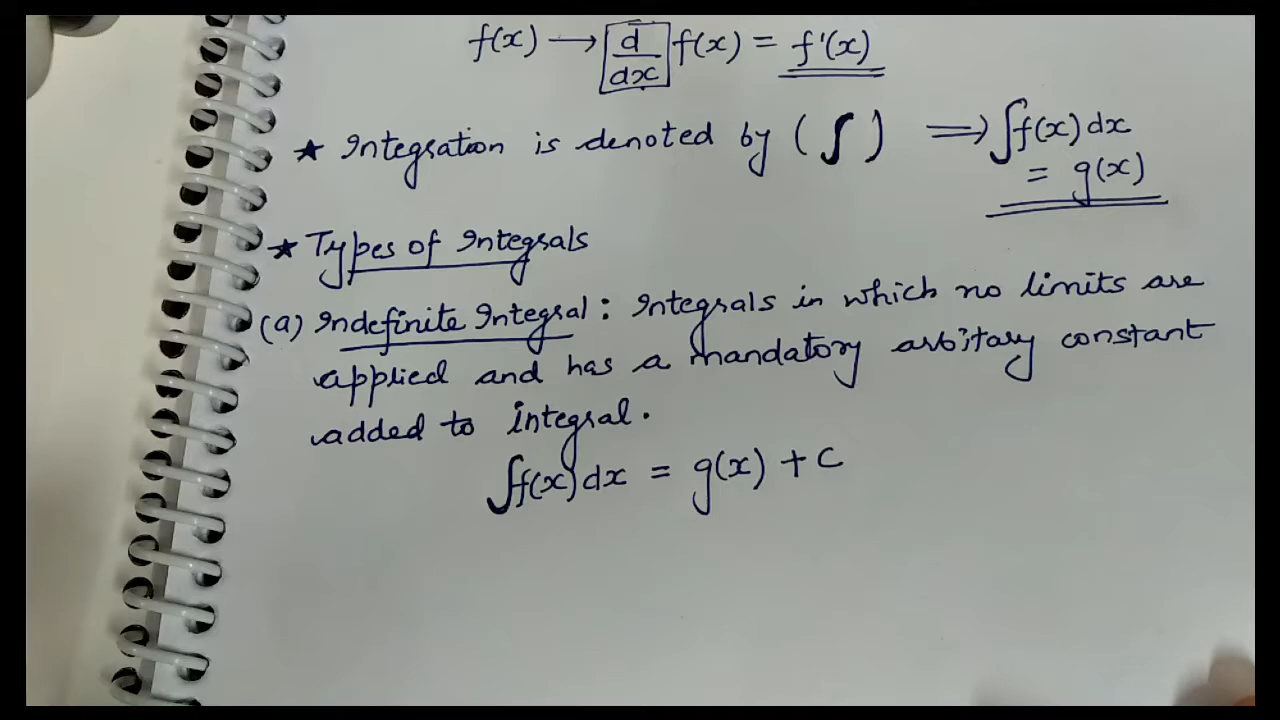 f(x) → d/dx f(x) = f'(x)
★ Integration is denoted by (∫) ⟹ ∫f(x)dx
= g(x)
★ Types of Integrals
(a) Indefinite Integral : Integrals in which no limits are
applied and has a mandatory arbitary constant
added to integral.
∫f(x)dx = g(x) + c